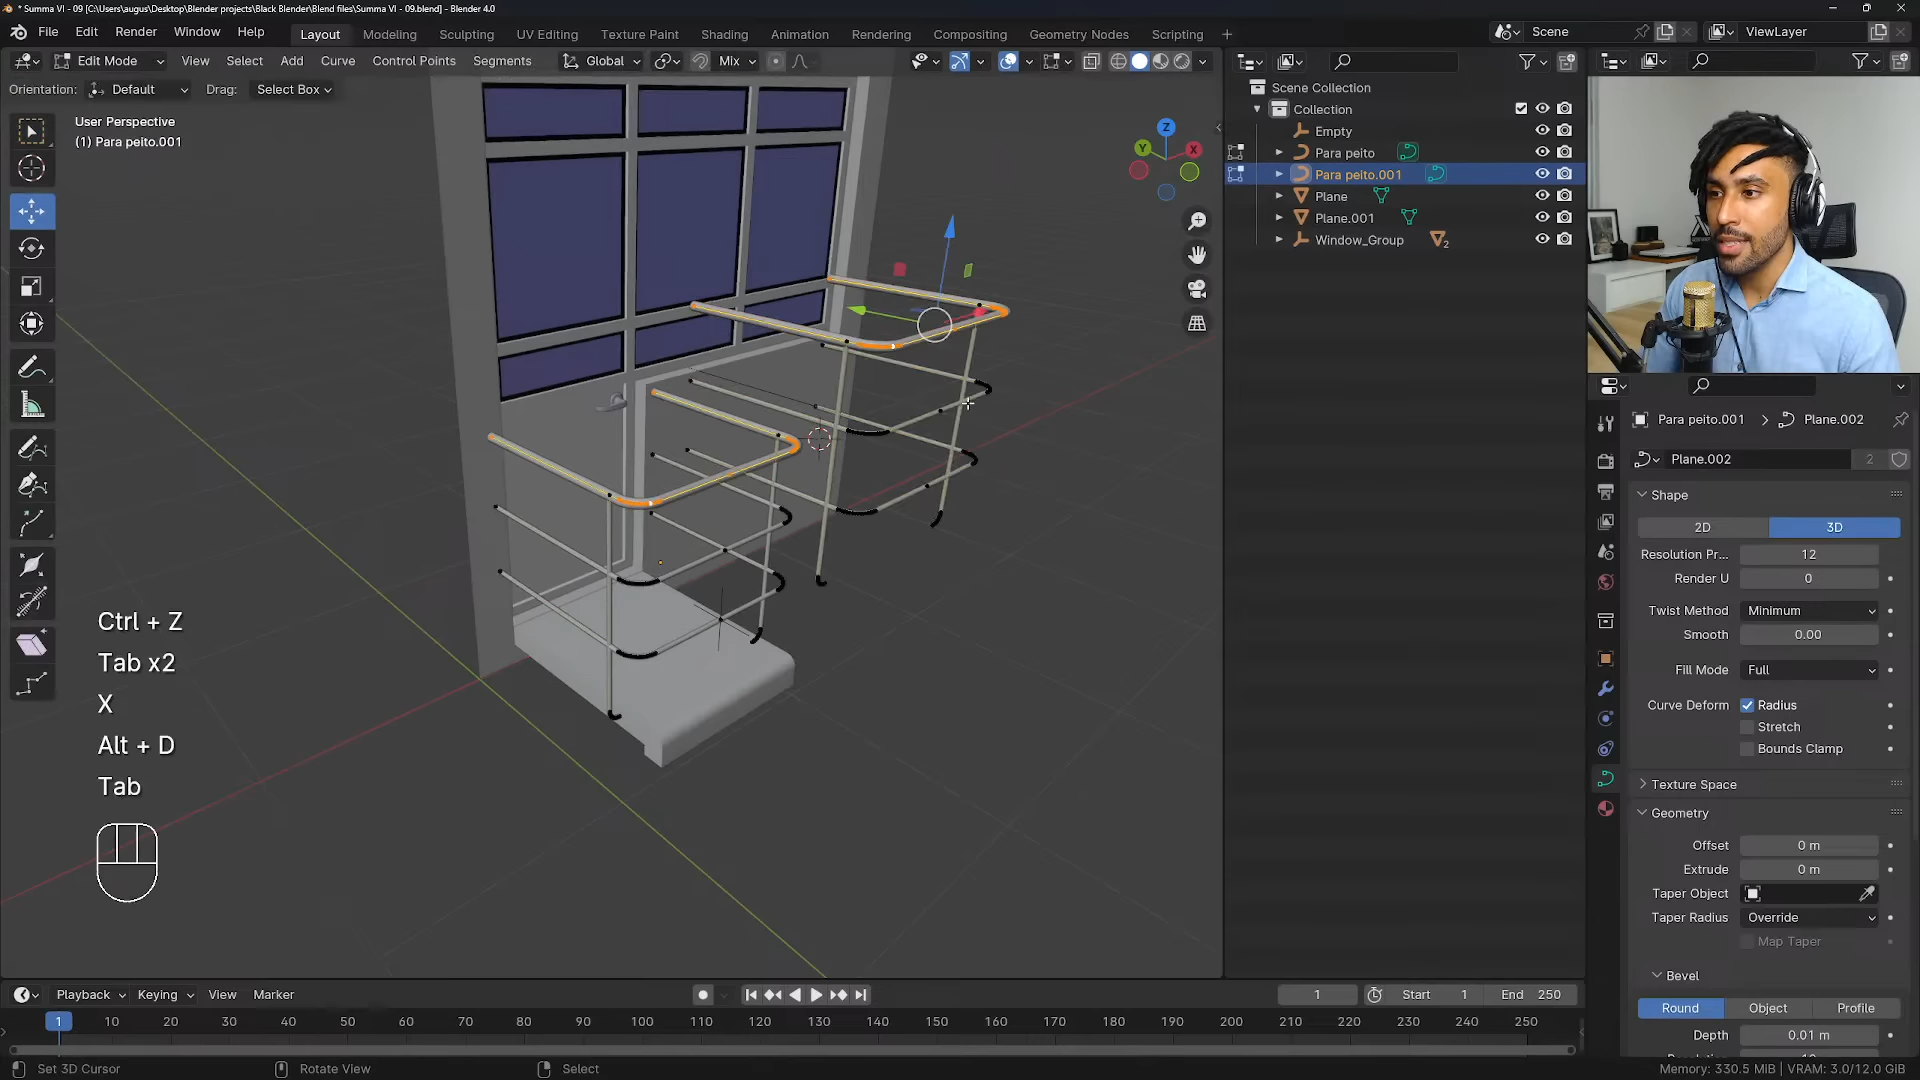 * Summa VI - 09 [C:\Users\augus\Desktop\Blender projects\Black Blender\Blend files\Summa VI - 09.blend] - Blender 4.0
File Edit Render Window Help Layout Modeling Sculpting UV Editing Texture Paint Shading Animation Rendering Compositing Geometry Nodes Scripting + Scene ViewLayer
Edit Mode View Select Add Curve Control Points Segments Global Mix
Orientation: Default Drag: Select Box
User Perspective
(1) Para peito.001
Z
Y
X
Ctrl + Z
Tab x2
X
Alt + D
Tab
Scene Collection
Collection
Empty
Para peito
Para peito.001
Plane
Plane.001
Window_Group 2
Para peito.001 > Plane.002
Plane.002 2
Shape
2D 3D
Resolution Pr... 12
Render U 0
Twist Method Minimum
Smooth 0.00
Fill Mode Full
Curve Deform Radius
Stretch
Bounds Clamp
Texture Space
Geometry
Offset 0 m
Extrude 0 m
Taper Object
Taper Radius Override
Map Taper
Bevel
Round Object Profile
Depth 0.01 m
Playback Keying View Marker 1 Start 1 End 250
1 10 20 30 40 50 60 70 80 90 100 110 120 130 140 150 160 170 180 190 200 210 220 230 240 250
Set 3D Cursor Rotate View Select Memory: 330.5 MiB | VRAM: 3.0/12.0 GiB